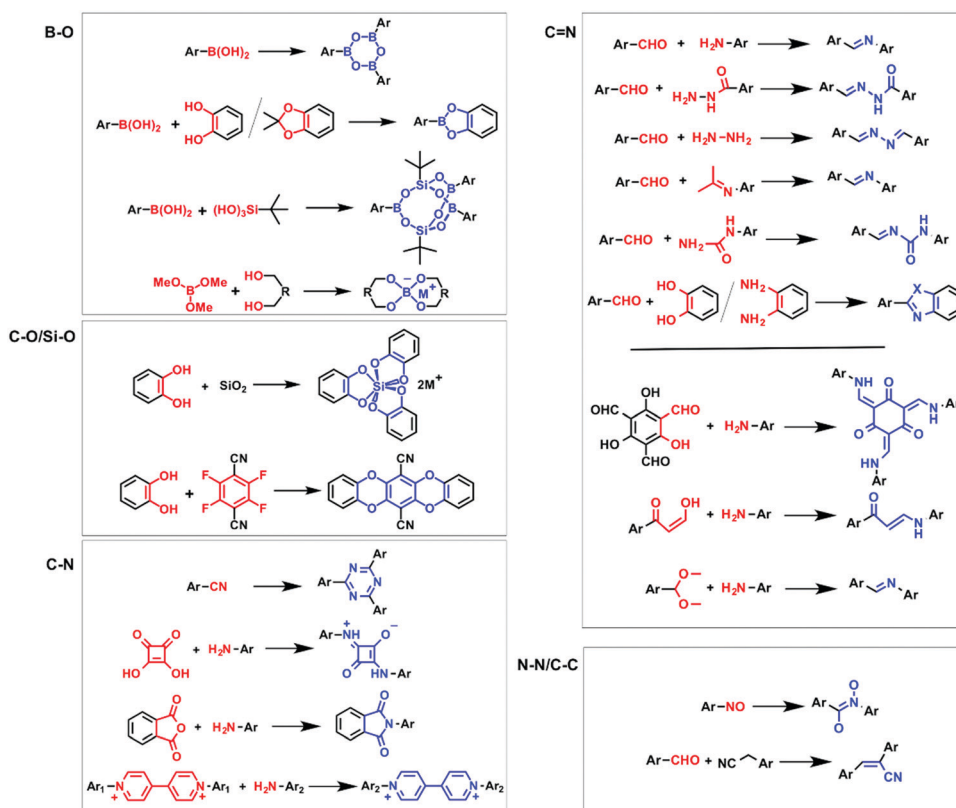 B-O
Ar-B(OH)2
Ar
O
B
O
Ar-B
O
B
Ar
Ar-B(OH)2 + HO HO / O O
Ar-B O O
Ar-B(OH)2 + (HO)3Si
Si O O B Ar
Ar-B O O B Ar
O Si O
MeO OMe
B
O
Me
+
HO
R
HO
O − O
R B M+ R
O O
C-O/Si-O
OH
OH
+ SiO2
O O
O Si O 2M+
O O
OH
OH
+
CN
F F
F F
CN
CN
O O
O O
CN
C-N
Ar-CN
Ar
N N
Ar N Ar
O O
HO OH
+ H2N-Ar
+
Ar-NH O−
O HN-Ar
O
O
O
+ H2N-Ar
O
N-Ar
O
Ar1-N N-Ar1 + H2N-Ar2
+ +
Ar2-N N-Ar2
+ +
C=N
Ar-CHO + H2N-Ar
Ar N Ar
Ar-CHO + H2N-N H O Ar
Ar N N H O Ar
Ar-CHO + H2N-NH2
Ar N N Ar
Ar-CHO + N-Ar
Ar N Ar
Ar-CHO + NH2 O H N-Ar
Ar N O H N Ar
Ar-CHO + HO HO / NH2 NH2
Ar X N
OH
OHC CHO
HO OH
CHO
+ H2N-Ar
Ar-NH O
O O
N H Ar
NH
Ar
O OH
Ar
+ H2N-Ar
O Ar
Ar N H
O
Ar
O
+ H2N-Ar
Ar N Ar
N-N/C-C
Ar-NO
Ar O
N
O Ar
Ar-CHO + NC Ar
Ar
Ar CN